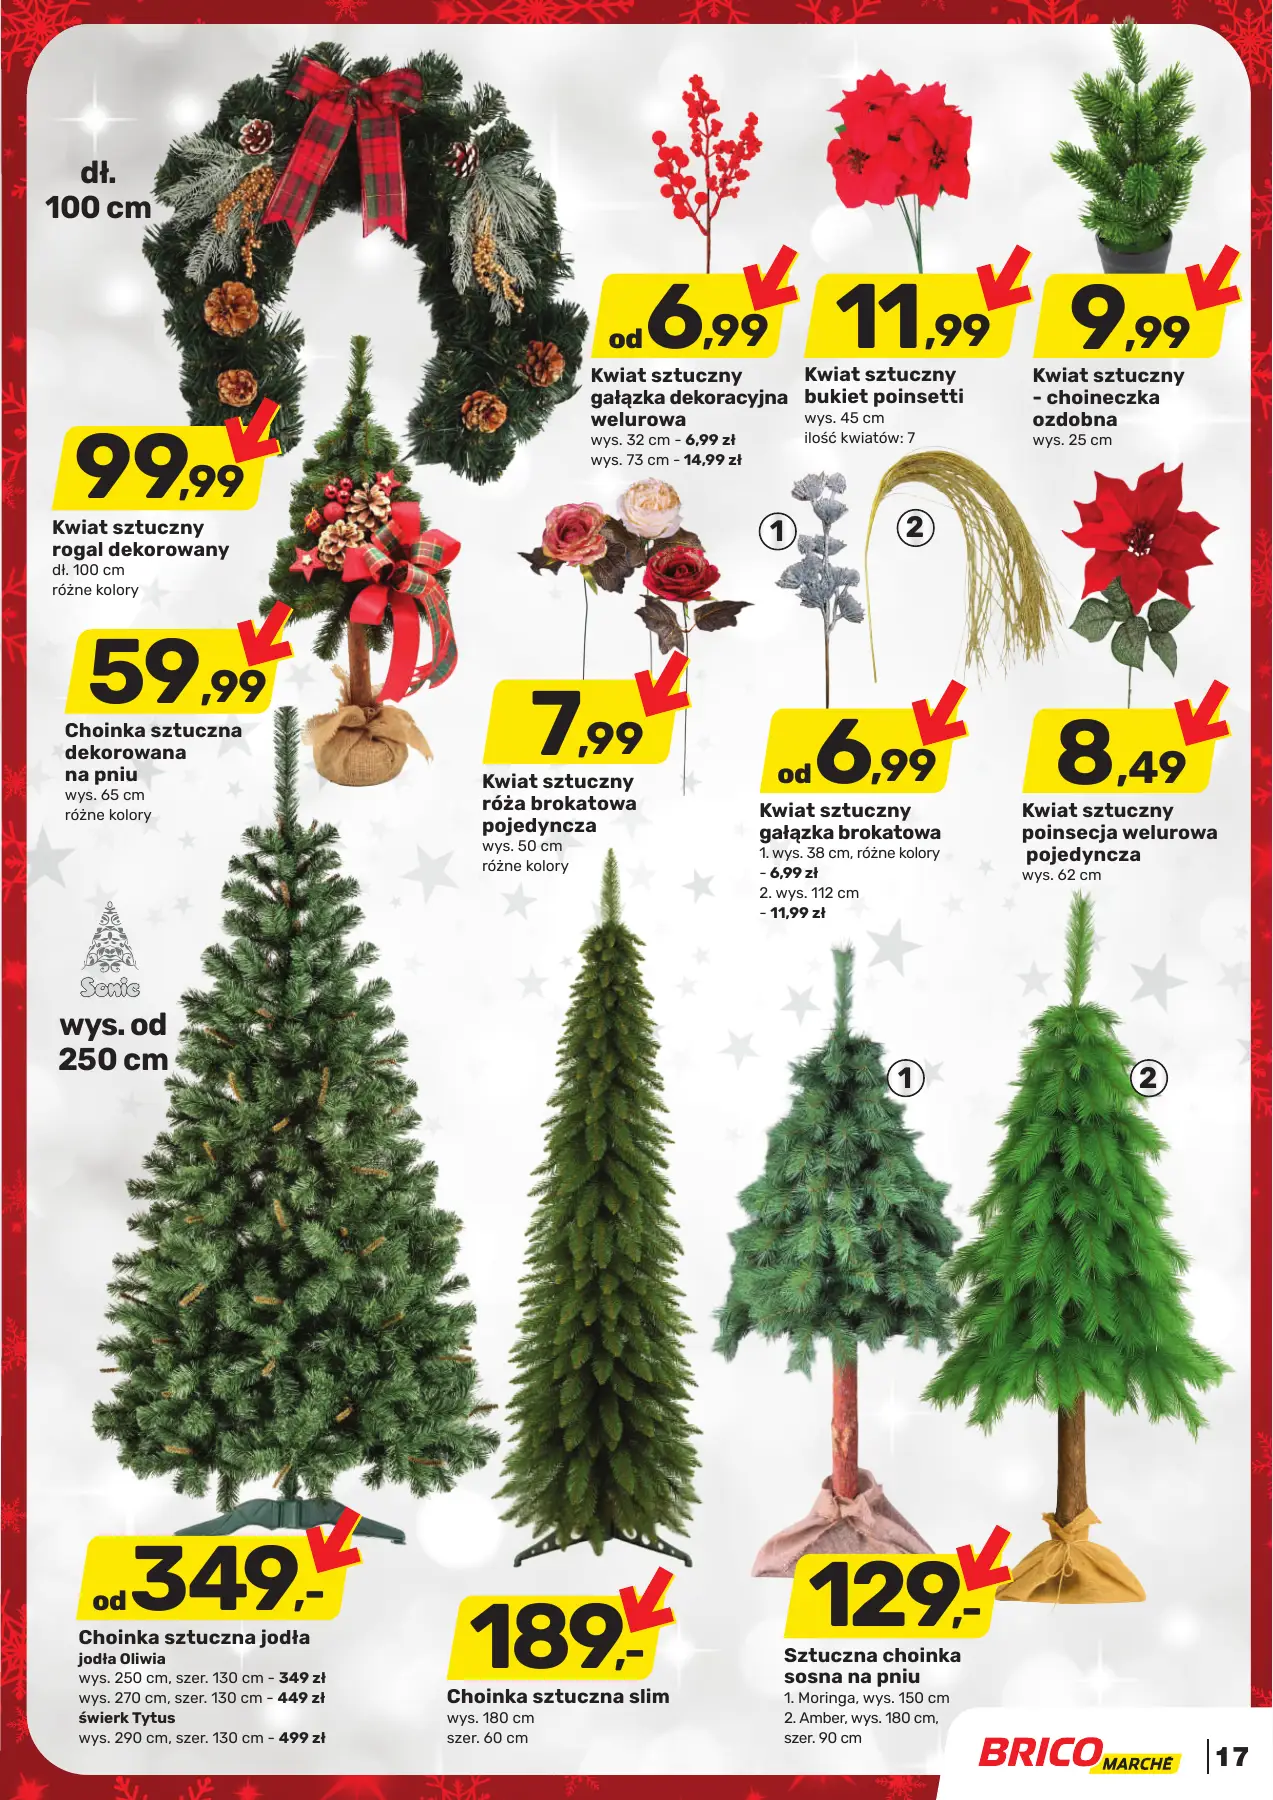 dł.
100 cm
od 6,99
Kwiat sztuczny
gałązka dekoracyjna
welurowa
wys. 32 cm - 6,99 zł
wys. 73 cm - 14,99 zł
11,99
Kwiat sztuczny
bukiet poinsetti
wys. 45 cm
ilość kwiatów: 7
9,99
Kwiat sztuczny
- choineczka
ozdobna
wys. 25 cm
99,99
Kwiat sztuczny
rogal dekorowany
dł. 100 cm
różne kolory
59,99
Choinka sztuczna
dekorowana
na pniu
wys. 65 cm
różne kolory
7,99
Kwiat sztuczny
róża brokatowa
pojedyncza
wys. 50 cm
różne kolory
1
2
od 6,99
Kwiat sztuczny
gałązka brokatowa
1. wys. 38 cm, różne kolory
- 6,99 zł
2. wys. 112 cm
- 11,99 zł
8,49
Kwiat sztuczny
poinsecja welurowa
pojedyncza
wys. 62 cm
Sonic
wys. od
250 cm
1
2
od 349,-
Choinka sztuczna jodła
jodła Oliwia
wys. 250 cm, szer. 130 cm - 349 zł
wys. 270 cm, szer. 130 cm - 449 zł
świerk Tytus
wys. 290 cm, szer. 130 cm - 499 zł
189,-
Choinka sztuczna slim
wys. 180 cm
szer. 60 cm
129,-
Sztuczna choinka
sosna na pniu
1. Moringa, wys. 150 cm
2. Amber, wys. 180 cm,
szer. 90 cm
BRICO MARCHÉ
17